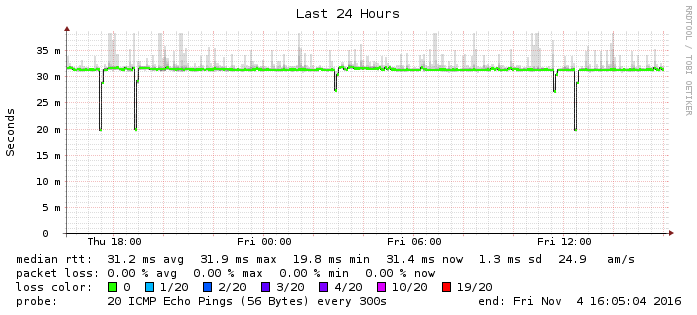 Last 24 Hours
RRDTOOL / TOBI OETIKER
Seconds
35 m
30 m
25 m
20 m
15 m
10 m
5 m
0
Thu 18:00 Fri 00:00 Fri 06:00 Fri 12:00
median rtt: 31.2 ms avg 31.9 ms max 19.8 ms min 31.4 ms now 1.3 ms sd 24.9 am/s
packet loss: 0.00 % avg 0.00 % max 0.00 % min 0.00 % now
loss color: 0 1/20 2/20 3/20 4/20 10/20 19/20
probe: 20 ICMP Echo Pings (56 Bytes) every 300s end: Fri Nov 4 16:05:04 2016